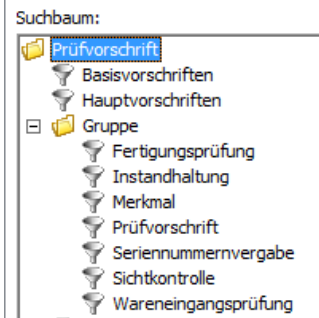 Suchbaum:
Prüfvorschrift
Basisvorschriften
Hauptvorschriften
Gruppe
Fertigungsprüfung
Instandhaltung
Merkmal
Prüfvorschrift
Seriennummernvergabe
Sichtkontrolle
Wareneingangsprüfung